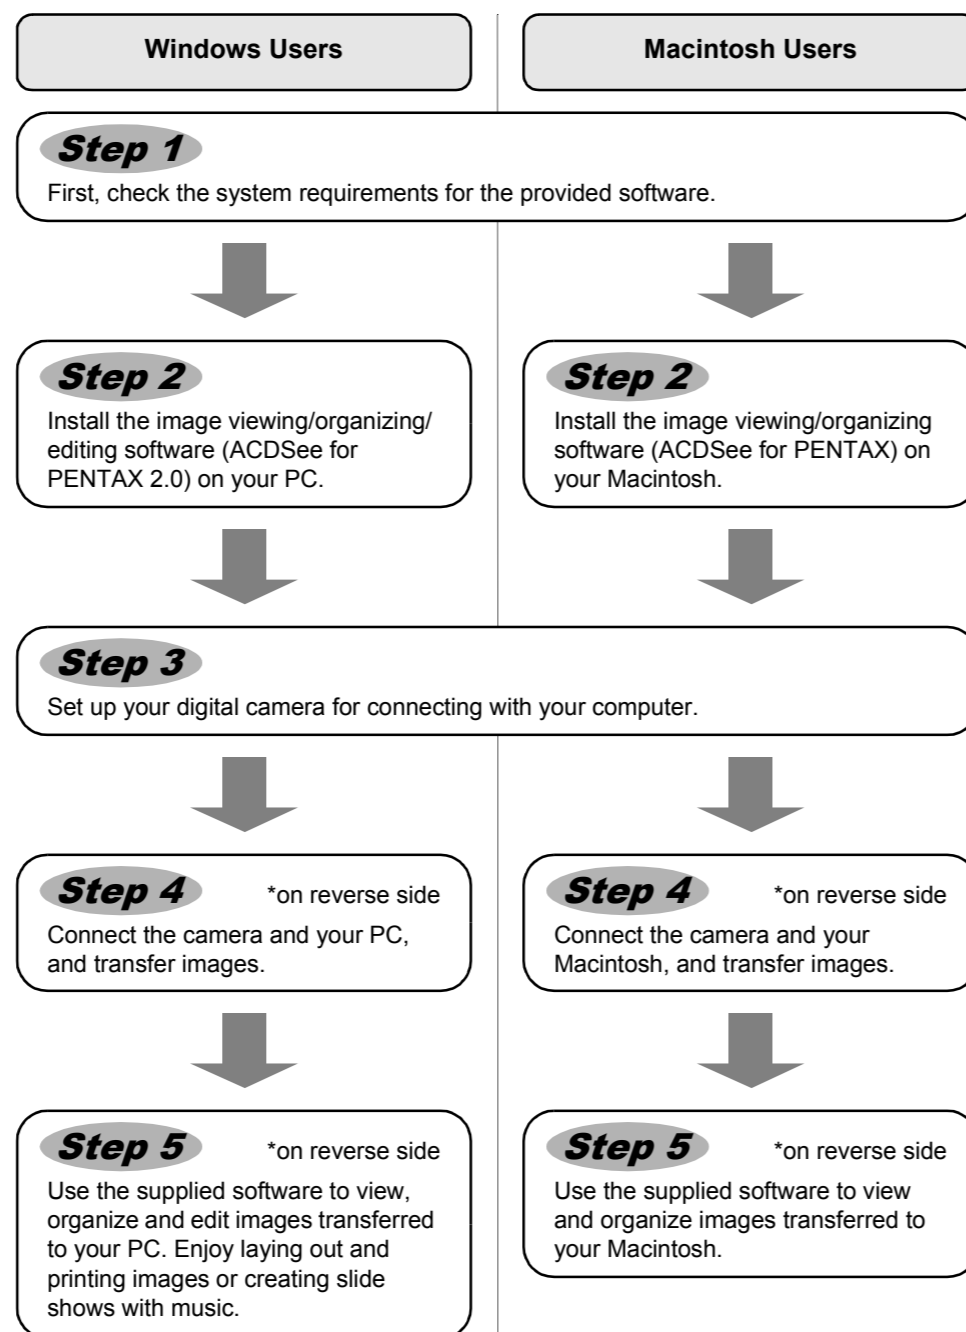 Windows Users
Macintosh Users
Step 1
First, check the system requirements for the provided software.
Step 2
Install the image viewing/organizing/
editing software (ACDSee for
PENTAX 2.0) on your PC.
Step 2
Install the image viewing/organizing
software (ACDSee for PENTAX) on
your Macintosh.
Step 3
Set up your digital camera for connecting with your computer.
Step 4 *on reverse side
Connect the camera and your PC,
and transfer images.
Step 4 *on reverse side
Connect the camera and your
Macintosh, and transfer images.
Step 5 *on reverse side
Use the supplied software to view,
organize and edit images transferred
to your PC. Enjoy laying out and
printing images or creating slide
shows with music.
Step 5 *on reverse side
Use the supplied software to view
and organize images transferred to
your Macintosh.